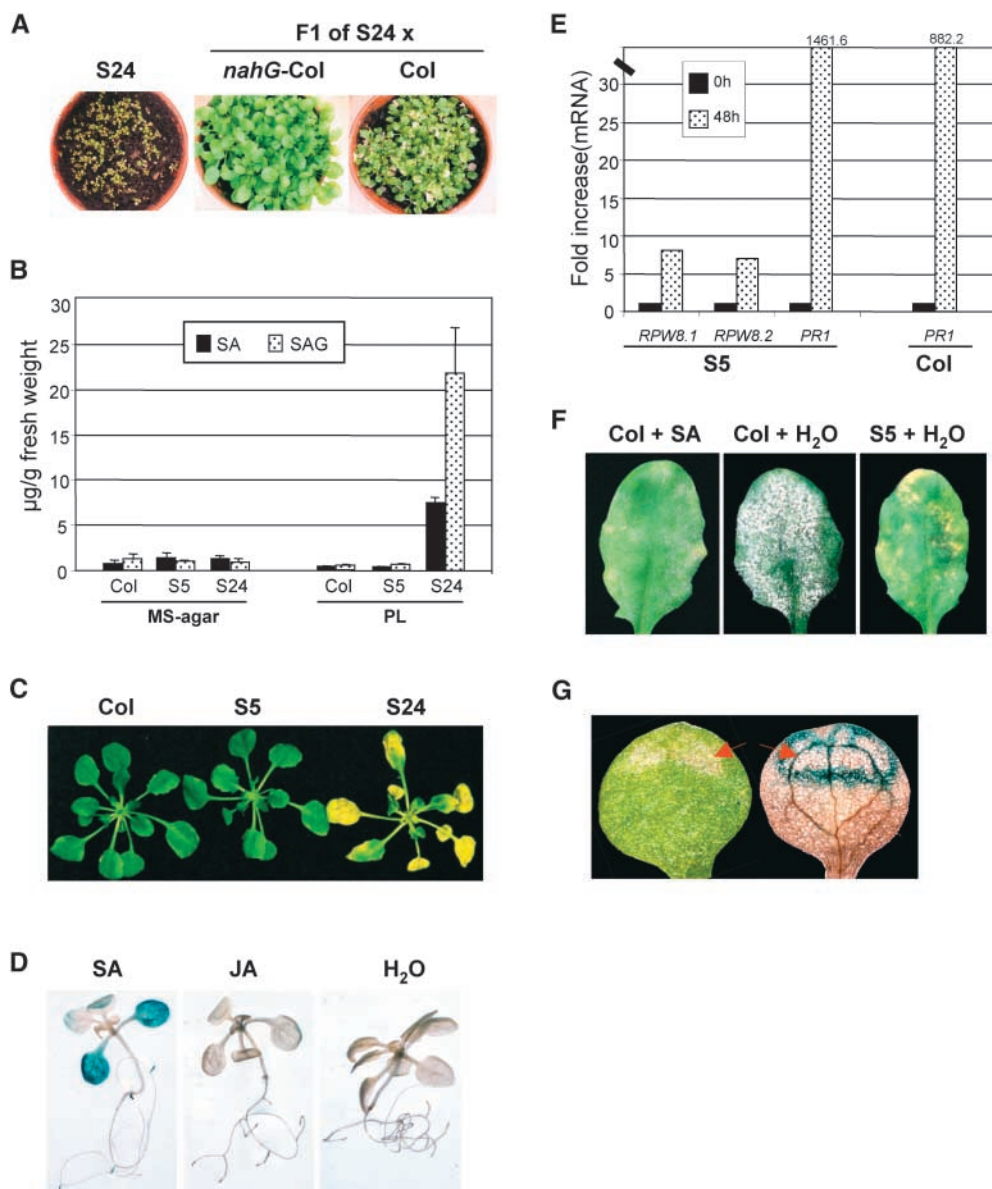 A
F1 of S24 x
S24
nahG-Col
Col
B
µg/g fresh weight
30
25
20
15
10
5
0
SA
SAG
Col
S5
S24
MS-agar
Col
S5
S24
PL
C
Col
S5
S24
D
SA
JA
H₂O
E
Fold increase(mRNA)
1461.6
882.2
30
35
30
25
20
15
10
5
0
0h
48h
RPW8.1
RPW8.2
PR1
S5
PR1
Col
F
Col + SA
Col + H₂O
S5 + H₂O
G